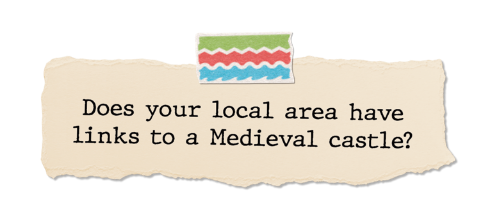 Does your local area have
links to a Medieval castle?